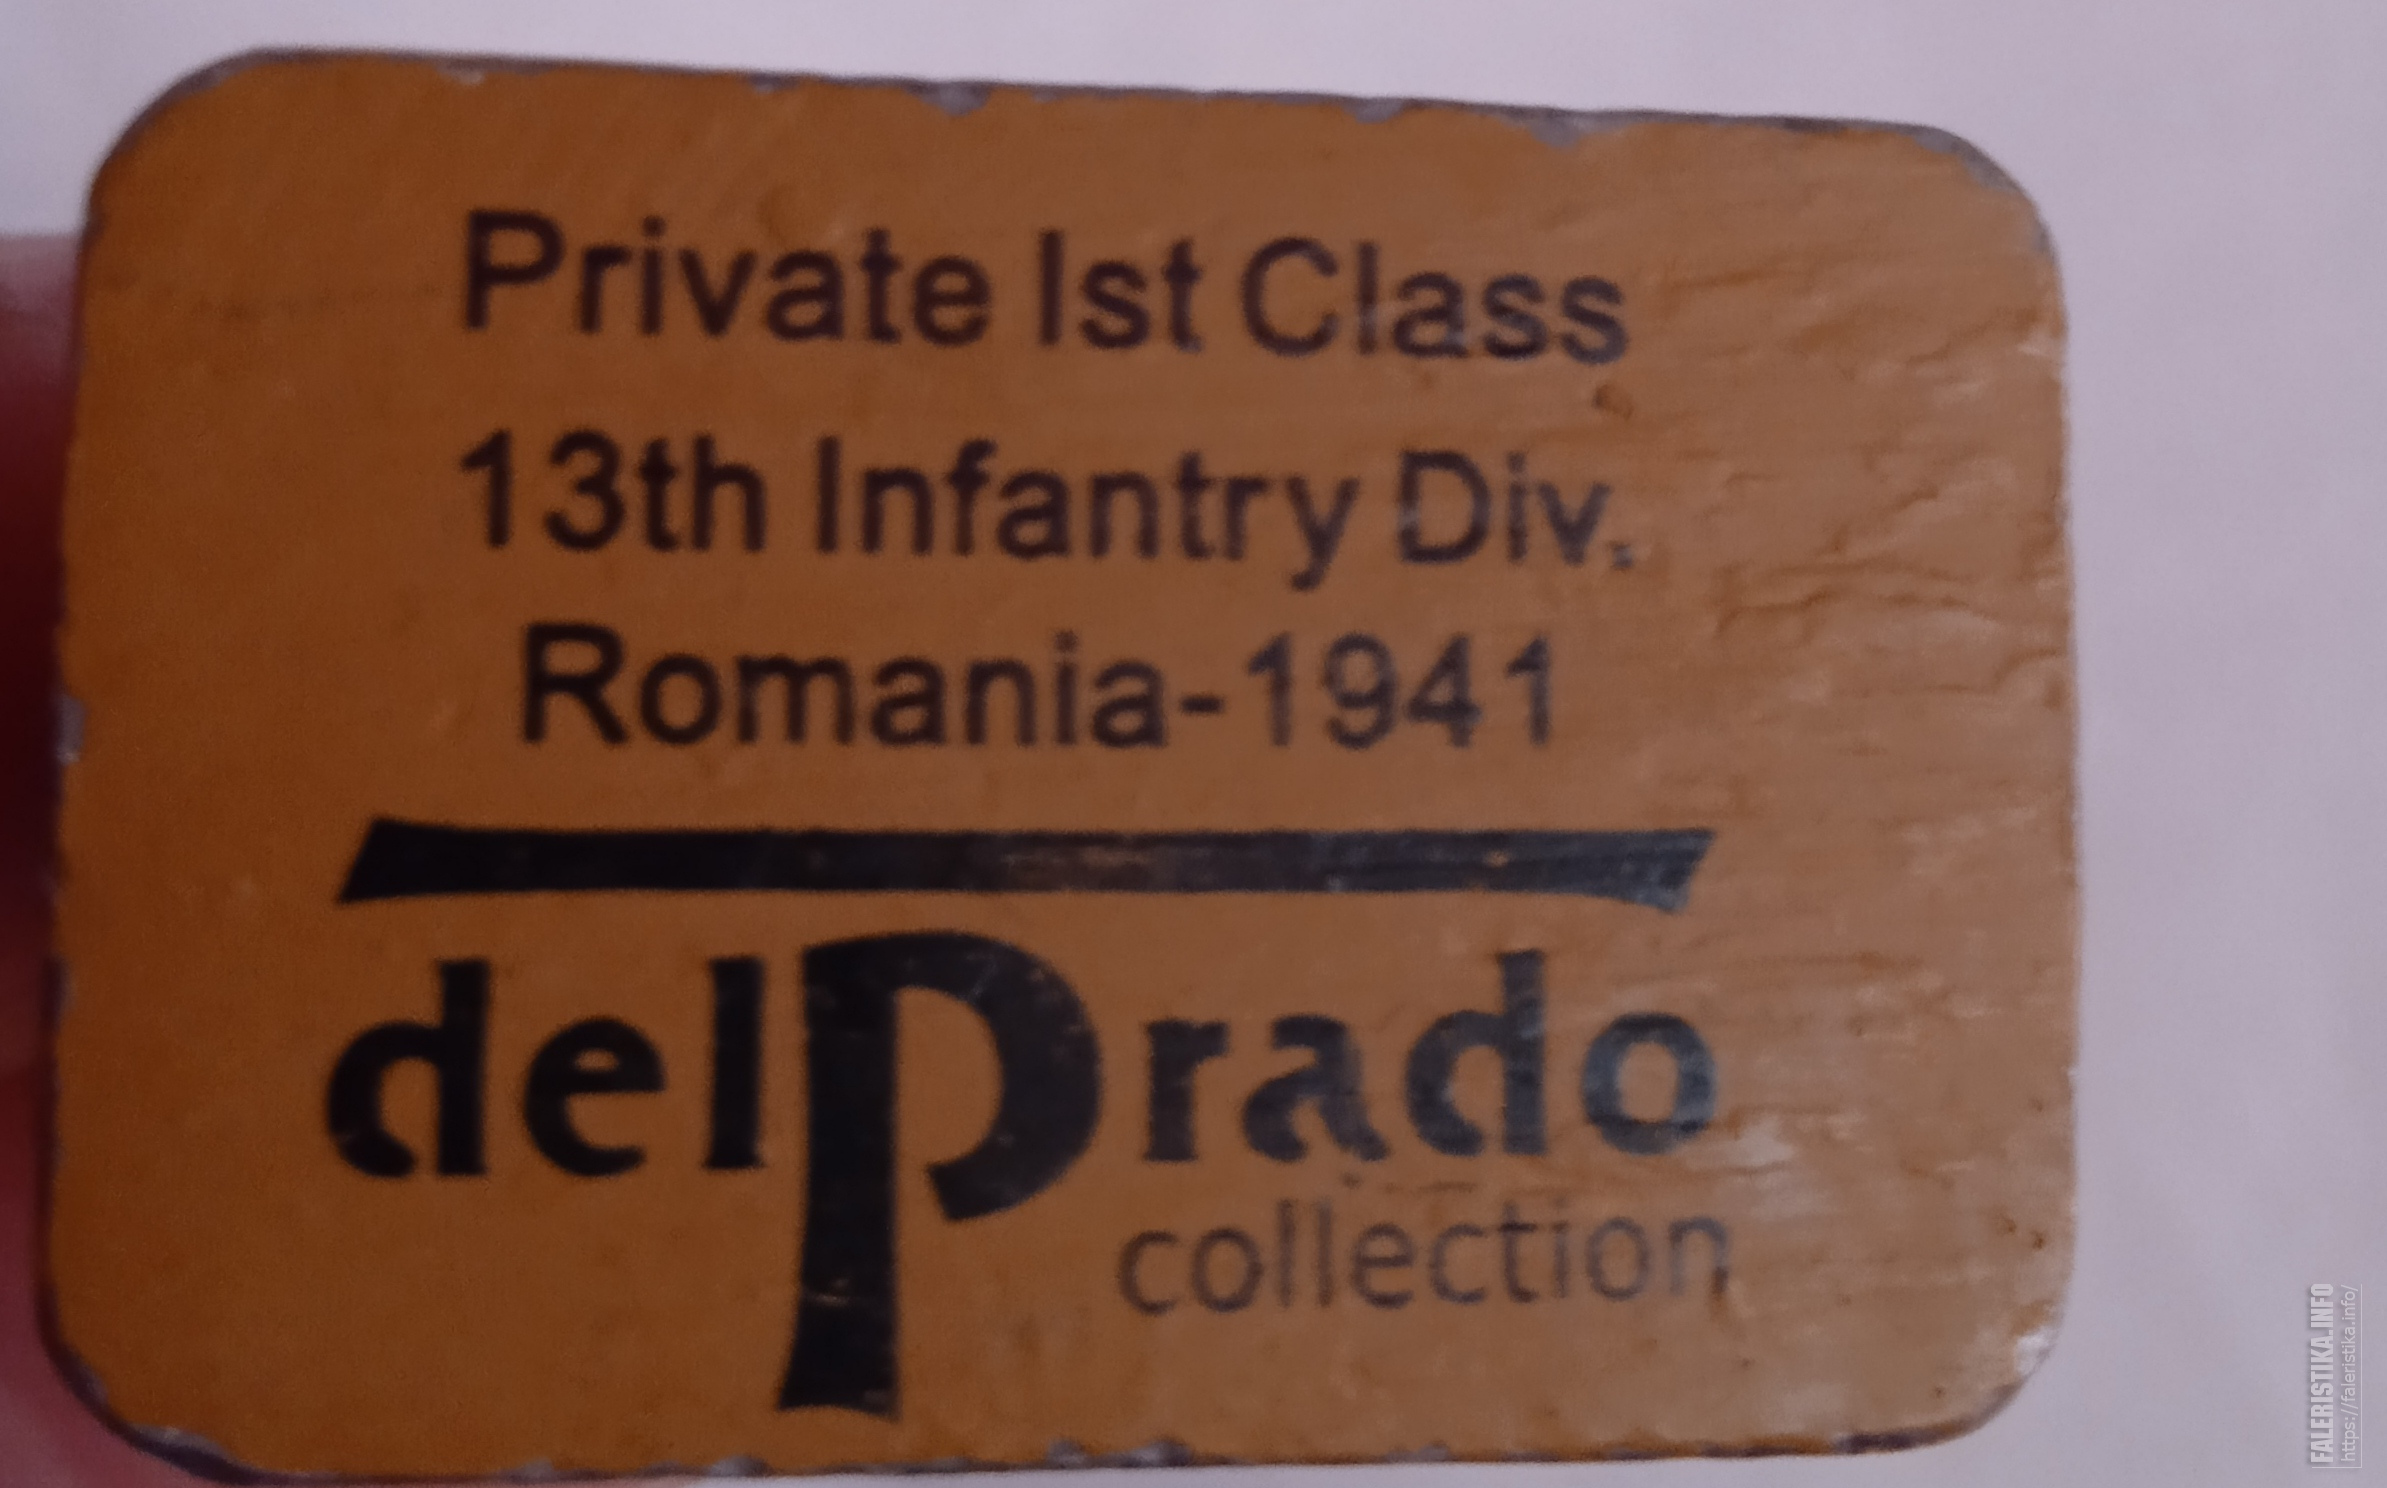 Private Ist Class
13th Infantry Div.
Romania-1941
delPrado
collection
FALERISTIKA.INFO
https://faleristika.info/